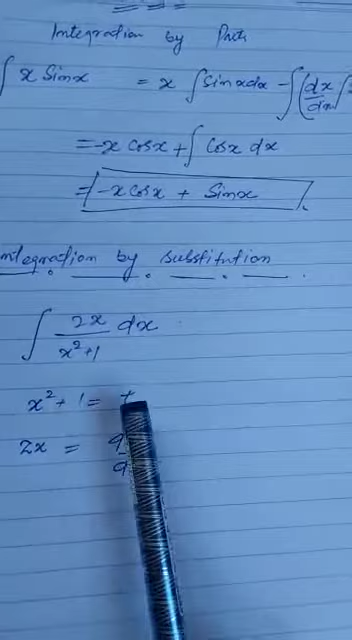 Integration by Parts
∫ x Sinx = x ∫ Sinx dx - ∫ (dx/dx ∫
= -x Cosx + ∫ Cosx dx
= -x Cosx + Sinx
Integration by substitution
∫ 2x/(x²+1) dx
x² + 1 = t
2x =